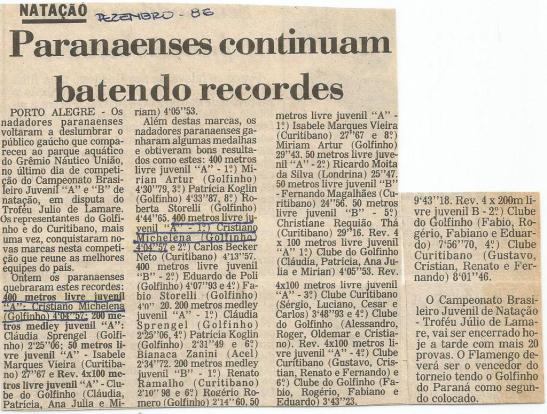 NATAÇÃO
DEZEMBRO - 86
Paranaenses continuam
batendo recordes
PORTO ALEGRE - Os
nadadores paranaenses
voltaram a deslumbrar o
público gaúcho que com-
pareceu ao parque aquático
do Grêmio Náutico União,
no último dia de competi-
ção do Campeonato Brasi-
leiro Juvenil "A" e "B" de
natação, em disputa do
Troféu Julio de Lamare.
Os representantes do Golfi-
nho e do Curitibano, mais
uma vez, conquistaram no-
vas marcas nesta competi-
ção que reune as melhores
equipes do país.
Ontem os paranaenses
quebraram estes recordes:
400 metros livre juvenil
"A": Cristiano Michelena
(Golfinho) 4'04"57; 200 me-
tros medley juvenil "A":
Cláudia Sprengel (Golfi-
nho) 2'25"06; 50 metros li-
vre juvenil "A" - Isabele
Marques Vieira (Curitiba-
no) 27"67 e Rev. 4x100 me-
tros livre juvenil "A" - Clu-
be do Golfinho (Cláudia,
Patrícia, Ana Julia e Mi-
riam) 4'05"53.
Além destas marcas, os
nadadores paranaenses ga-
nharam algumas medalhas
e obtiveram bons resulta-
dos como estes: 400 metros
livre juvenil "A" - 1º) Mi-
rian Artur (Golfinho)
4'30"79, 3º) Patrícia Koglin
(Golfinho) 4'33"87, 8º) Ro-
berta Storelli (Golfinho)
4'44"65. 400 metros livre ju-
venil "A" - 1º) Cristiano
Michelena (Golfinho)
4'04"57 e 2º) Carlos Becker
Neto (Curitibano) 4'13"57.
400 metros livre juvenil
"B" - 2º) Eduardo de Poli
(Golfinho) 4'07"93 e 4º) Fa-
bio Storelli (Golfinho)
4'0" 20. 200 metros medley
juvenil "A" - 1º) Cláudia
Sprengel (Golfinho)
2'25"06, 4º) Patrícia Koglin
(Golfinho) 2'31"49 e 6º)
Bianaca Zanini (Acel)
2'34"72. 200 metros medley
juvenil "B" - 1º) Renato
Ramalho (Curitibano)
2'10"98 e 6º) Rogério
Romero (Golfinho) 2'14"60. 50
metros livre juvenil "A" -
1º) Isabele Marques Vieira
(Curitibano) 27"67 e 8º)
Miriam Artur (Golfinho)
29"43. 50 metros livre juve-
nil "A" - 2º) Ricardo Moita
da Silva (Londrina) 25"47.
50 metros livre juvenil "B"
- Fernando Magalhães (Cu-
ritibano) 24"56. 50 metros
livre juvenil "B" - 5º)
Christiane Requião Thá
(Curitibano) 29"18. Rev. 4
x 100 metros livre juvenil
"A" - 1º) Clube do Golfinho
(Cláudia, Patrícia, Ana Ju-
lia e Mirian) 4'05"53. Rev.
4x100 metros livre juvenil
"A" - 2º) Clube Curitibano
(Sérgio, Luciano, Cesar e
Carlos) 3'48"93 e 4º) Clube
do Golfinho (Alessandro,
Roger, Oldemar e Cristia-
no). Rev. 4x100 metros li-
vre juvenil "B" - 1º) Clube
Curitibano (Gustavo, Cris-
tian, Renato e Fernando) e
6º) Clube do Golfinho (Fa-
bio, Rogério, Fabiano e
Eduardo) 3'43"23.
9'43"18. Rev. 4 x 200m li-
vre juvenil B - 2º) Clube
do Golfinho (Fabio, Ro-
gério, Fabiano e Eduar-
do) 7'56"70, 4º) Clube
Curitibano (Gustavo,
Cristian, Renato e Fer-
nando) 8'01"46.
O Campeonato Brasi-
leiro Juvenil de Natação
- Troféu Júlio de Lama-
re, vai ser encerrado ho-
je a tarde com mais 20
provas. O Flamengo de-
verá ser o vencedor do
torneio tendo o Golfinho
do Paraná como segun-
do colocado.